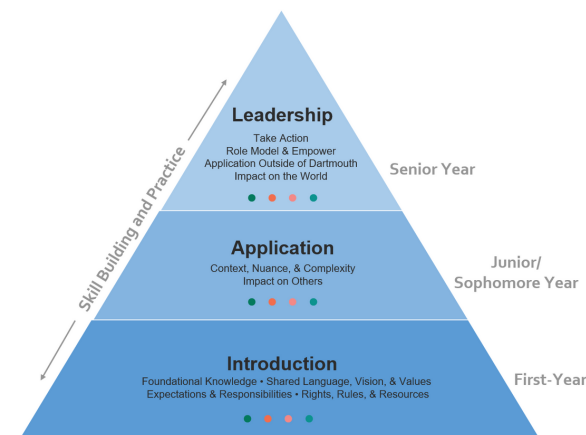 Leadership
Take Action
Role Model & Empower
Application Outside of Dartmouth
Impact on the World
Senior Year
Skill Building and Practice
Application
Context, Nuance, & Complexity
Impact on Others
Junior/
Sophomore Year
Introduction
Foundational Knowledge • Shared Language, Vision, & Values
Expectations & Responsibilities • Rights, Rules, & Resources
First-Year